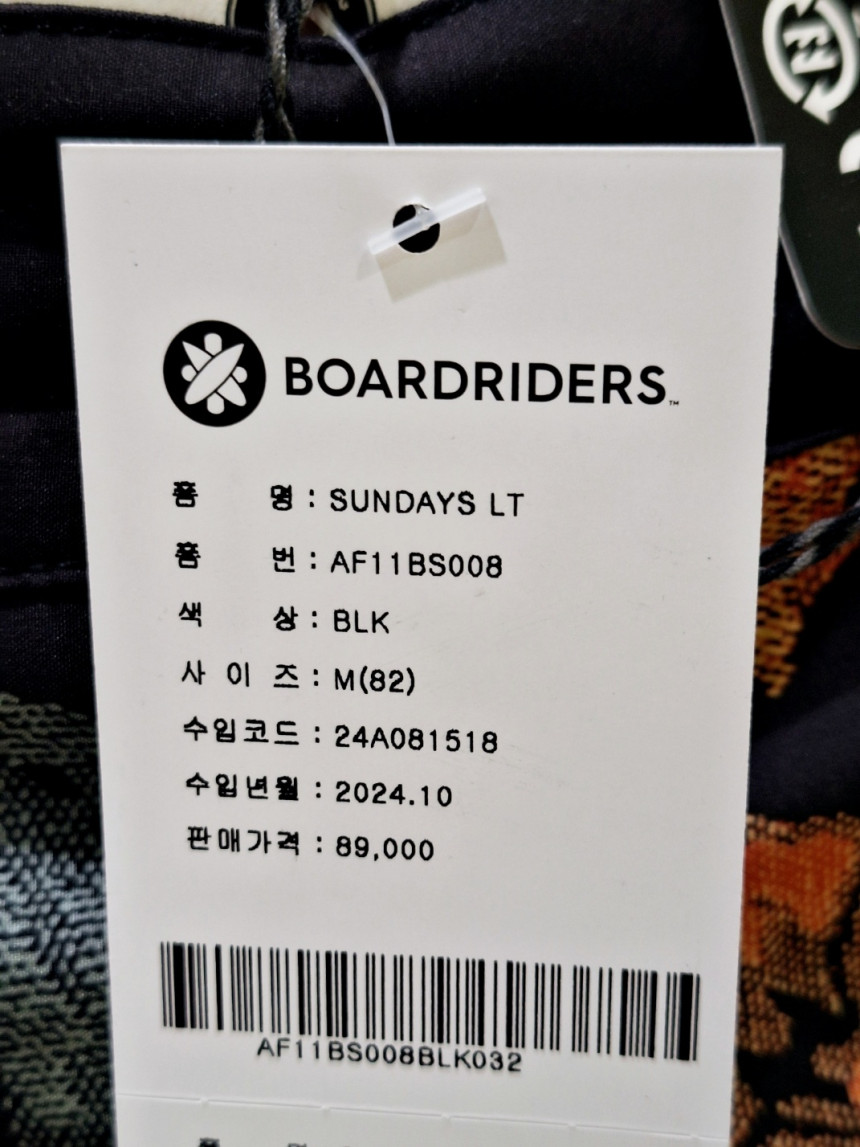 BOARDRIDERS™
품 명 : SUNDAYS LT
품 번 : AF11BS008
색 상 : BLK
사 이 즈 : M(82)
수입코드 : 24A081518
수입년월 : 2024.10
판매가격 : 89,000
AF11BS008BLK032